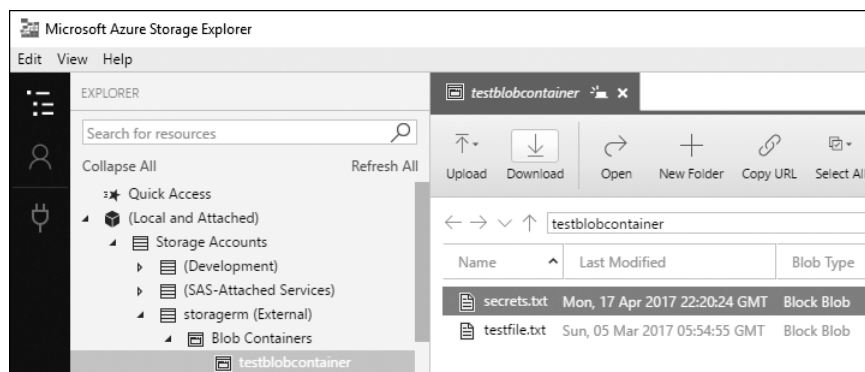 Microsoft Azure Storage Explorer
Edit View Help
EXPLORER
Search for resources
Collapse All Refresh All
Quick Access
(Local and Attached)
Storage Accounts
(Development)
(SAS-Attached Services)
storagerm (External)
Blob Containers
testblobcontainer
testblobcontainer
Upload Download Open New Folder Copy URL Select All
testblobcontainer
Name Last Modified Blob Type
secrets.txt Mon, 17 Apr 2017 22:20:24 GMT Block Blob
testfile.txt Sun, 05 Mar 2017 05:54:55 GMT Block Blob